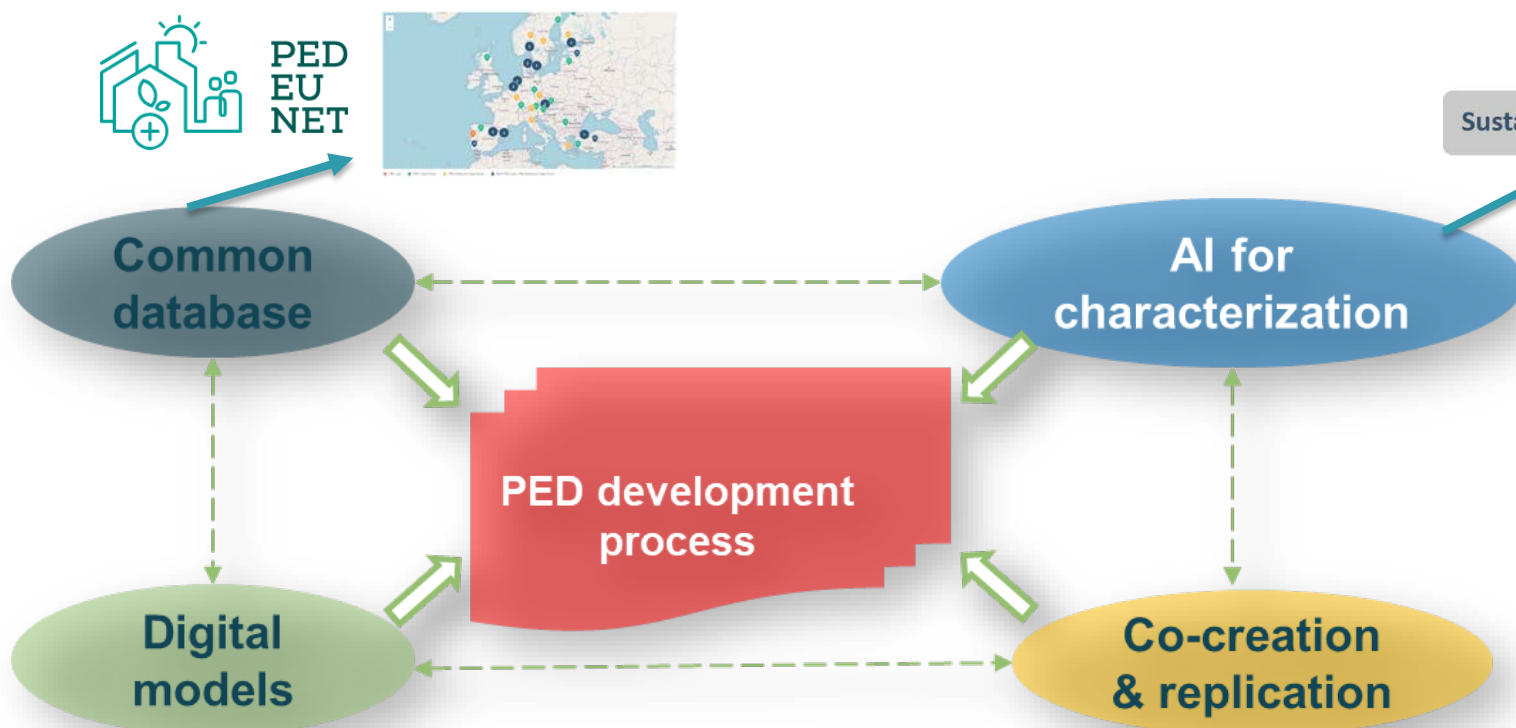 PED
EU
NET
Susta
Common
database
AI for
characterization
PED development
process
Digital
models
Co-creation
& replication